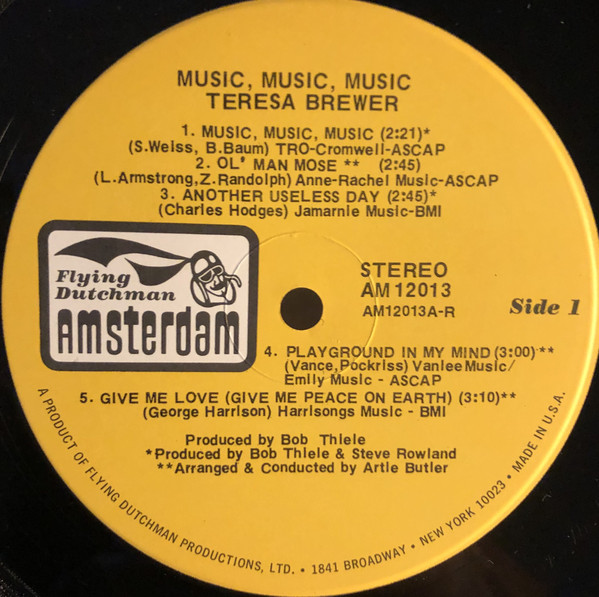 MUSIC, MUSIC, MUSIC
TERESA BREWER
1. MUSIC, MUSIC, MUSIC (2:21)*
(S.Weiss, B.Baum) TRO-Cromwell-ASCAP
2. OL' MAN MOSE ** (2:45)
(L.Armstrong,Z.Randolph) Anne-Rachel Music-ASCAP
3. ANOTHER USELESS DAY (2:45)*
(Charles Hodges) Jamarnie Music-BMI
Flying
Dutchman
Amsterdam
STEREO
AM 12013
AM12013A-R
Side 1
4. PLAYGROUND IN MY MIND (3:00)**
(Vance,Pockriss) Vanlee Music/
Emily Music - ASCAP
5. GIVE ME LOVE (GIVE ME PEACE ON EARTH) (3:10)**
(George Harrison) Harrisongs Music - BMI
Produced by Bob Thiele
*Produced by Bob Thiele & Steve Rowland
**Arranged & Conducted by Artie Butler
A PRODUCT OF FLYING DUTCHMAN PRODUCTIONS, LTD. • 1841 BROADWAY • NEW YORK 10023 • MADE IN U.S.A.